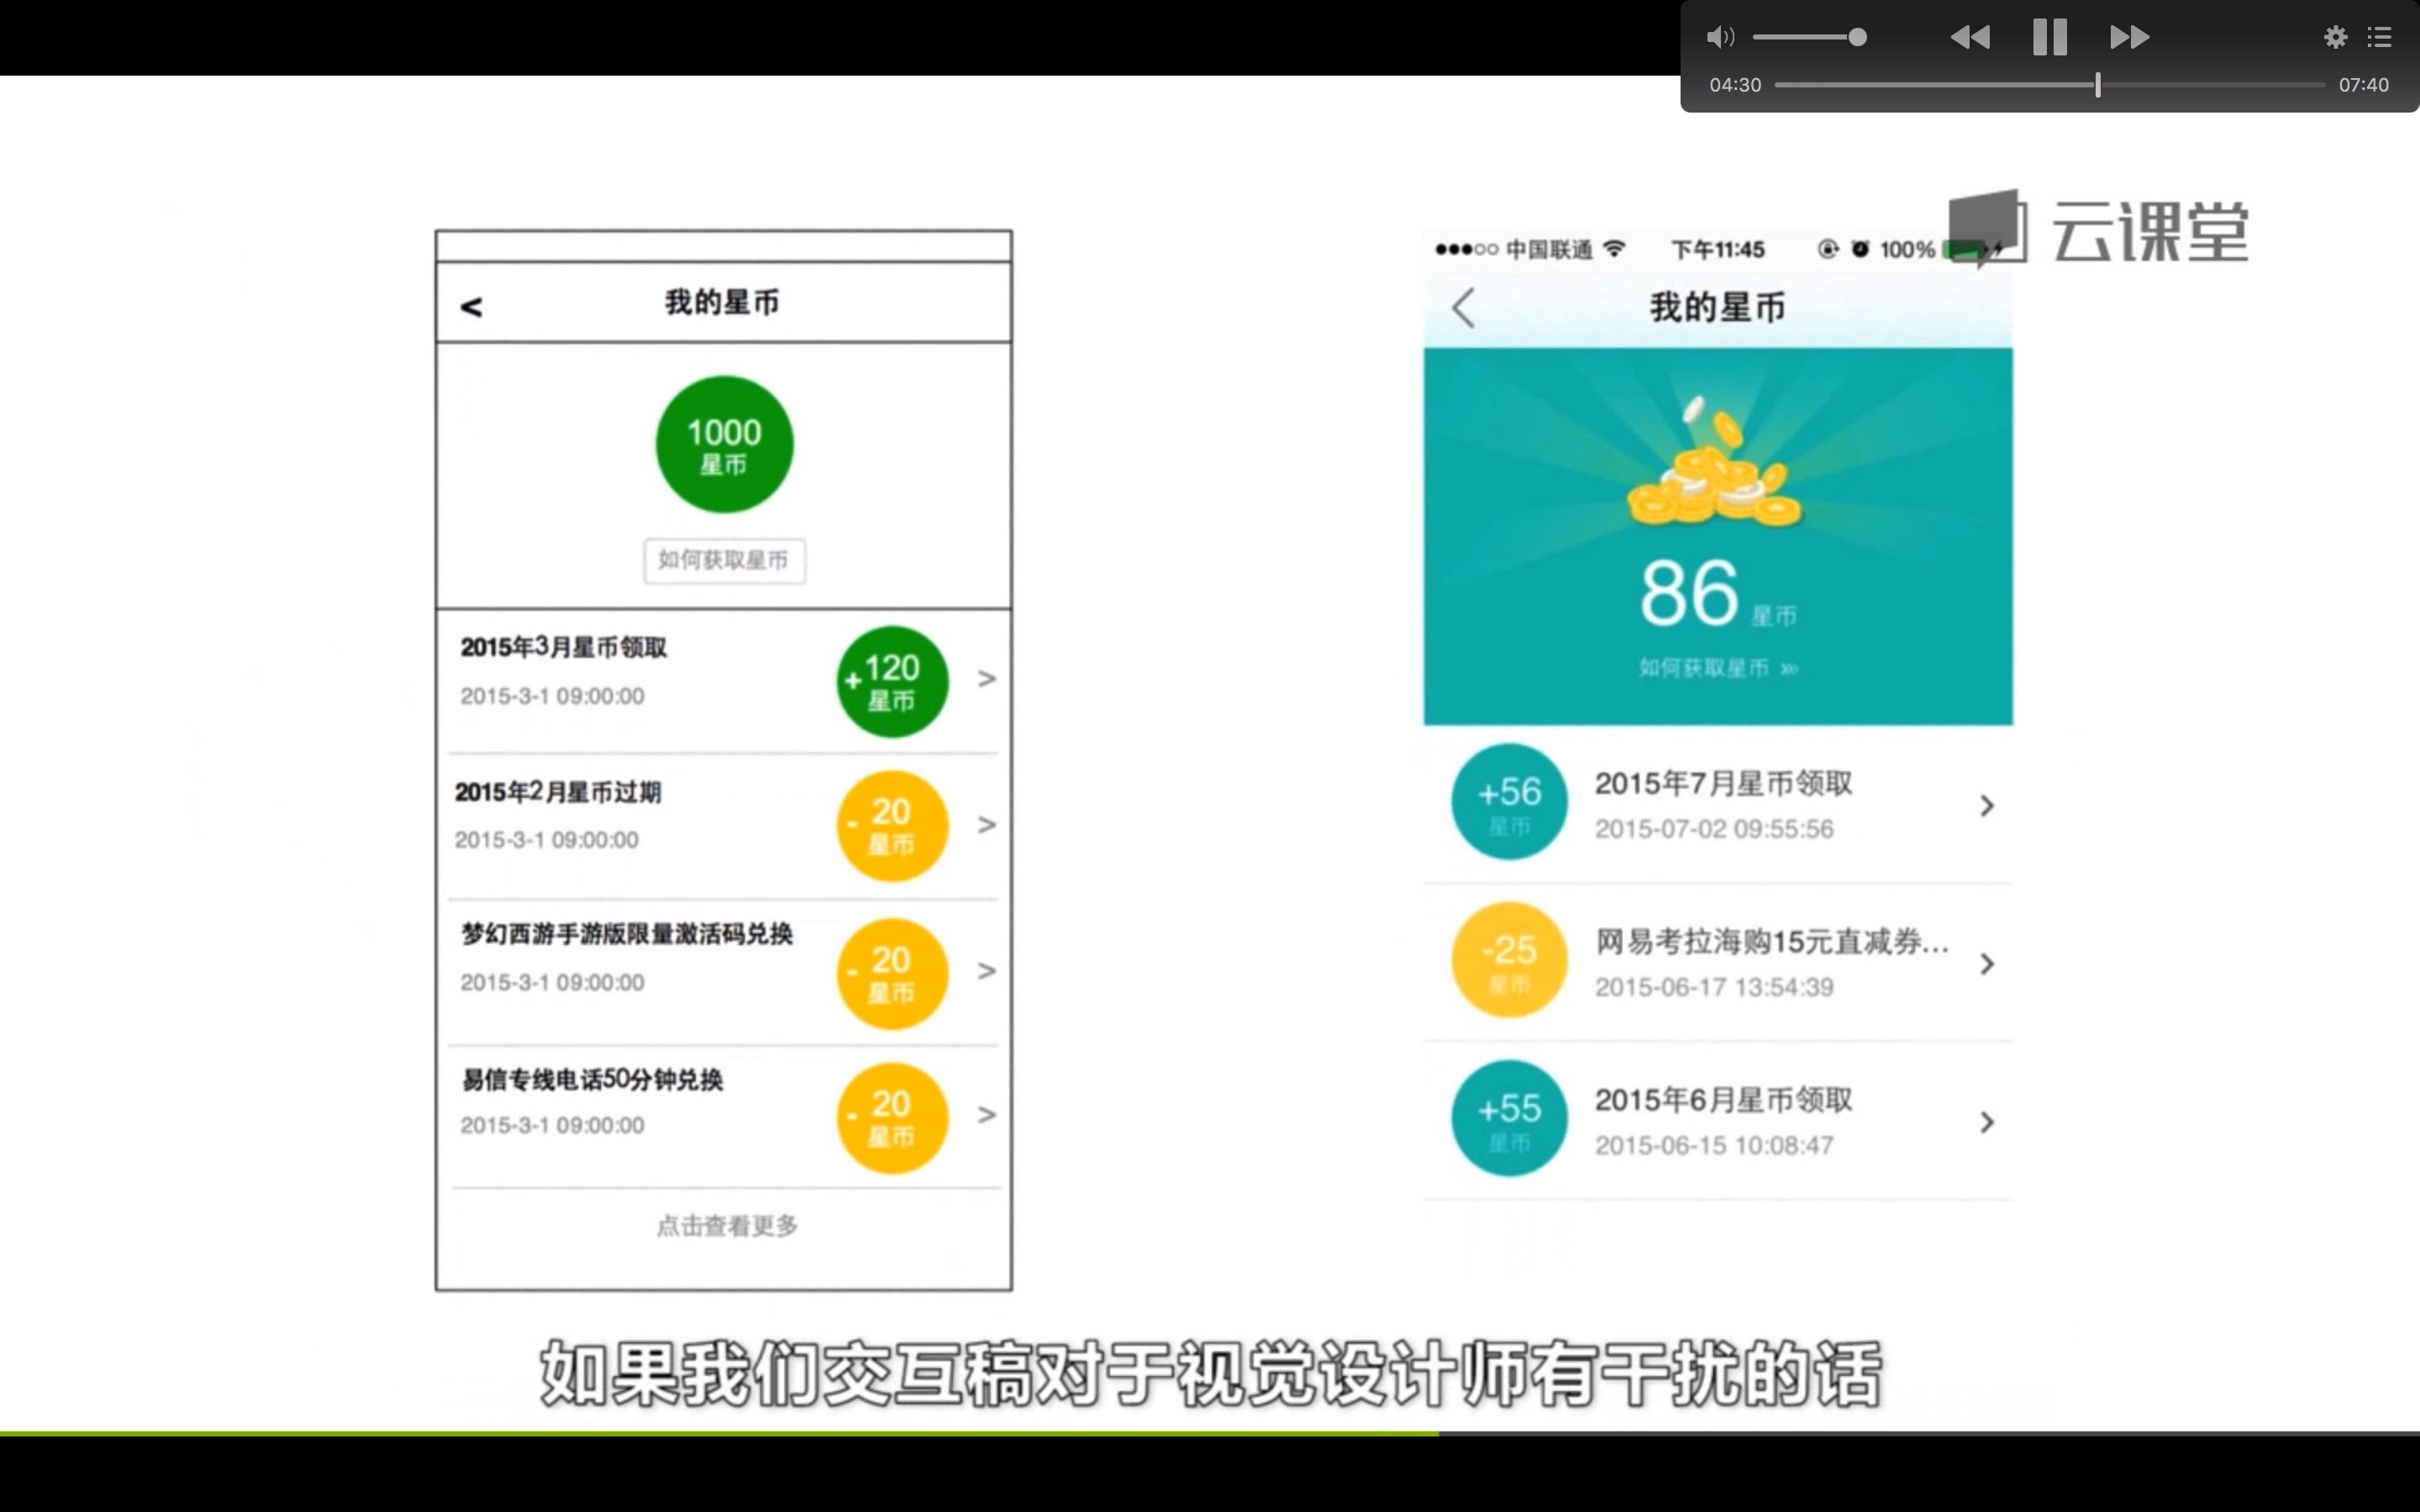 04:30
07:40
云课堂
<
我的星币
1000
星币
如何获取星币
2015年3月星币领取
2015-3-1 09:00:00
+120
星币
>
2015年2月星币过期
2015-3-1 09:00:00
- 20
星币
>
梦幻西游手游版限量激活码兑换
2015-3-1 09:00:00
- 20
星币
>
易信专线电话50分钟兑换
2015-3-1 09:00:00
- 20
星币
>
点击查看更多
中国联通 下午11:45 100%
我的星币
86 星币
如何获取星币 »»
+56
星币
2015年7月星币领取
2015-07-02 09:55:56
-25
星币
网易考拉海购15元直减券...
2015-06-17 13:54:39
+55
星币
2015年6月星币领取
2015-06-15 10:08:47
如果我们交互稿对于视觉设计师有干扰的话